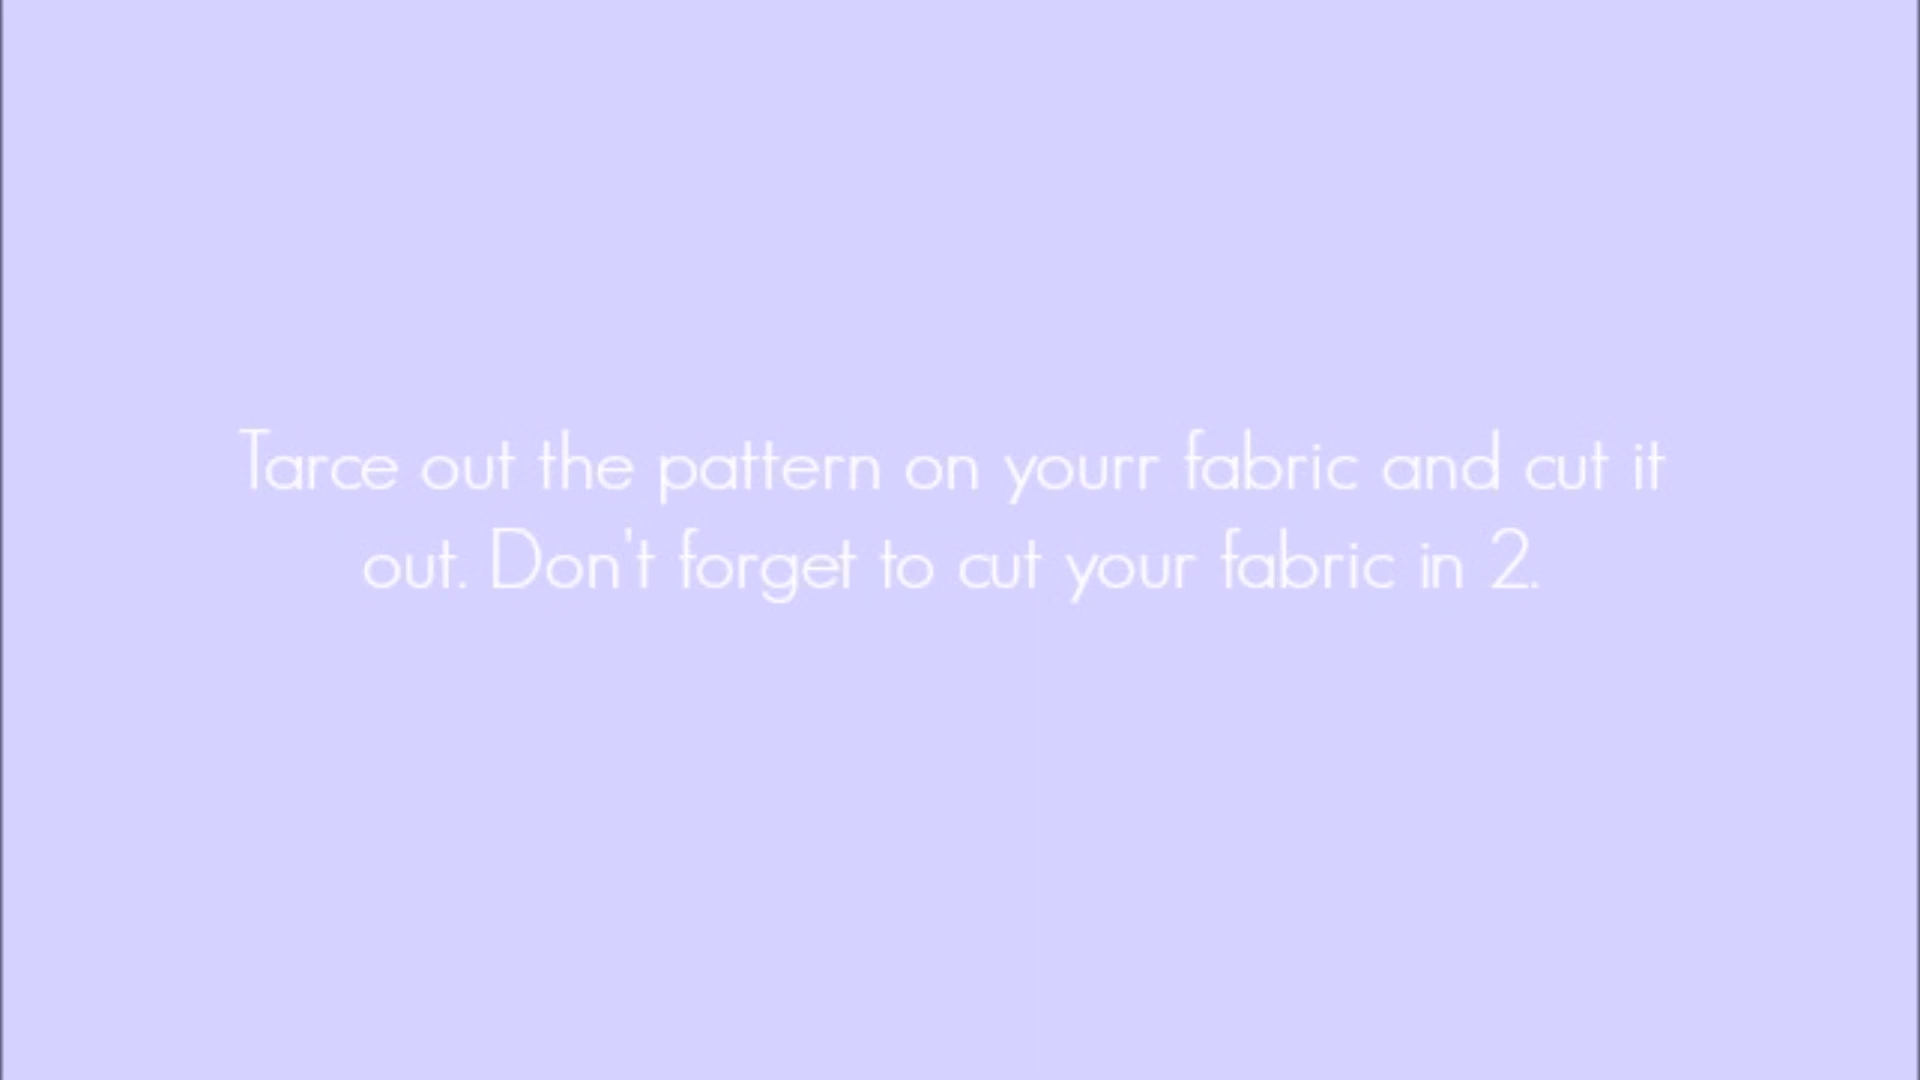 Tarce out the pattern on yourr fabric and cut it
out. Don't forget to cut your fabric in 2.